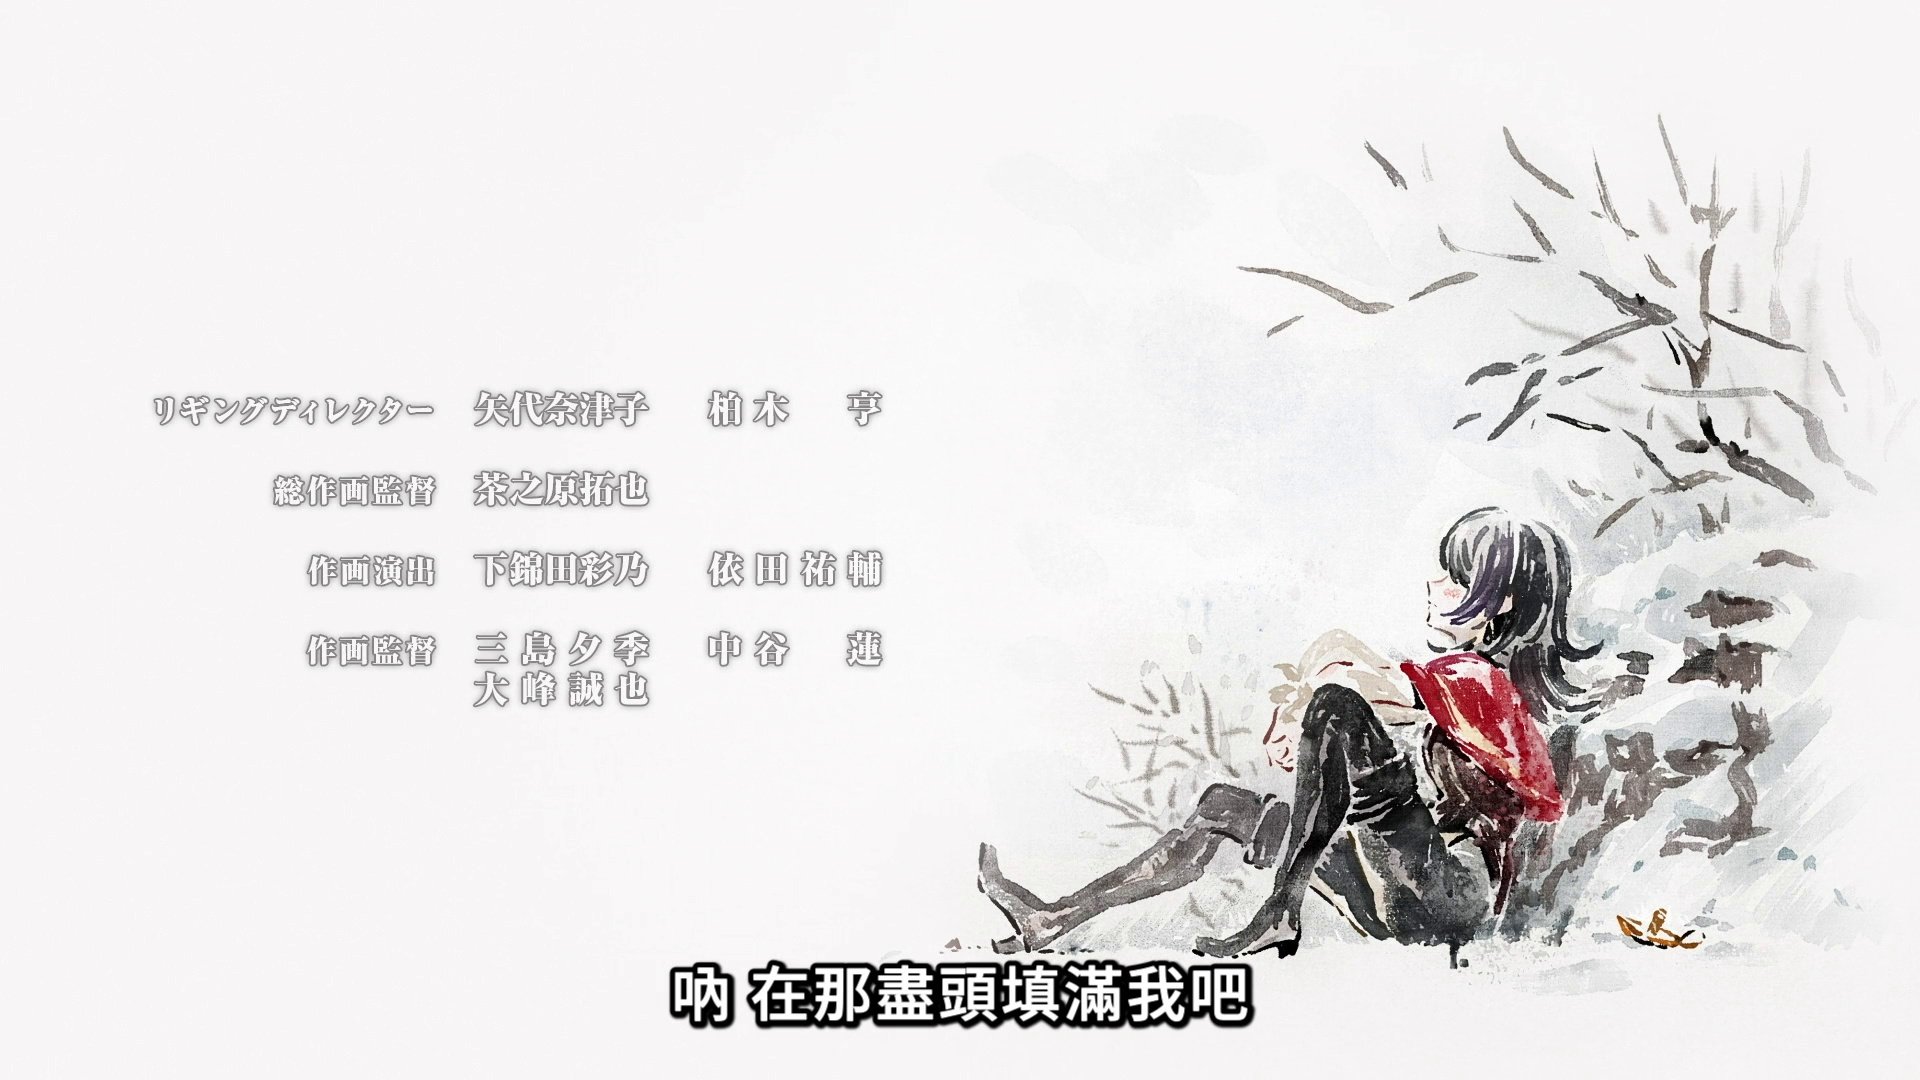 リギングディレクター 矢代奈津子 柏木 亨
総作画監督 茶之原拓也
作画演出 下錦田彩乃 依田祐輔
作画監督 三島夕季 中谷 蓮
大峰誠也
吶 在那盡頭填滿我吧